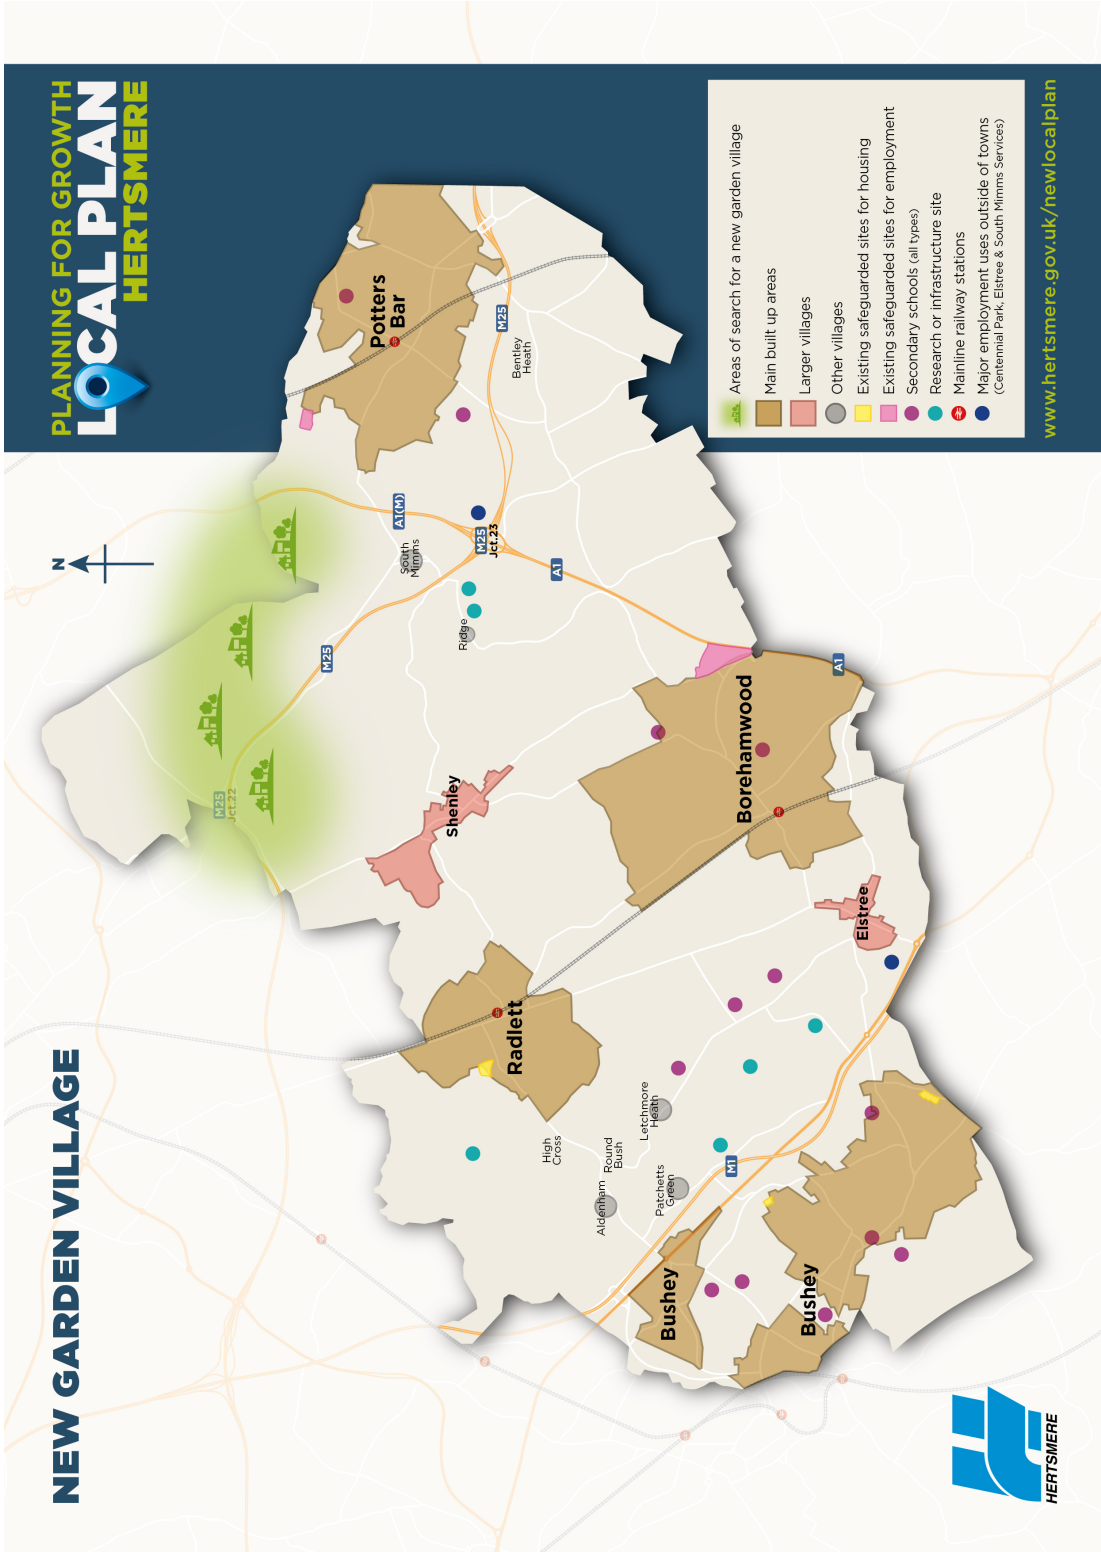 NEW GARDEN VILLAGE
PLANNING FOR GROWTH
LOCAL PLAN
HERTSMERE
N
M25
Jct.22
M25
A1(M)
South
Mimms
M25
Jct.23
Ridge
A1
Potters
Bar
M25
Bentley
Heath
Shenley
Radlett
High
Cross
Round
Bush
Aldenham
Letchmore
Heath
Patchetts
Green
M1
Bushey
Bushey
Borehamwood
A1
Elstree
Areas of search for a new garden village
Main built up areas
Larger villages
Other villages
Existing safeguarded sites for housing
Existing safeguarded sites for employment
Secondary schools (all types)
Research or infrastructure site
Mainline railway stations
Major employment uses outside of towns
(Centennial Park, Elstree & South Mimms Services)
www.hertsmere.gov.uk/newlocalplan
HERTSMERE